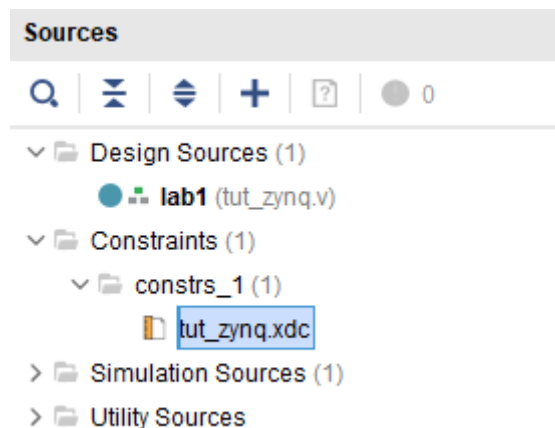 Sources
0
Design Sources (1)
lab1 (tut_zynq.v)
Constraints (1)
constrs_1 (1)
tut_zynq.xdc
Simulation Sources (1)
Utility Sources